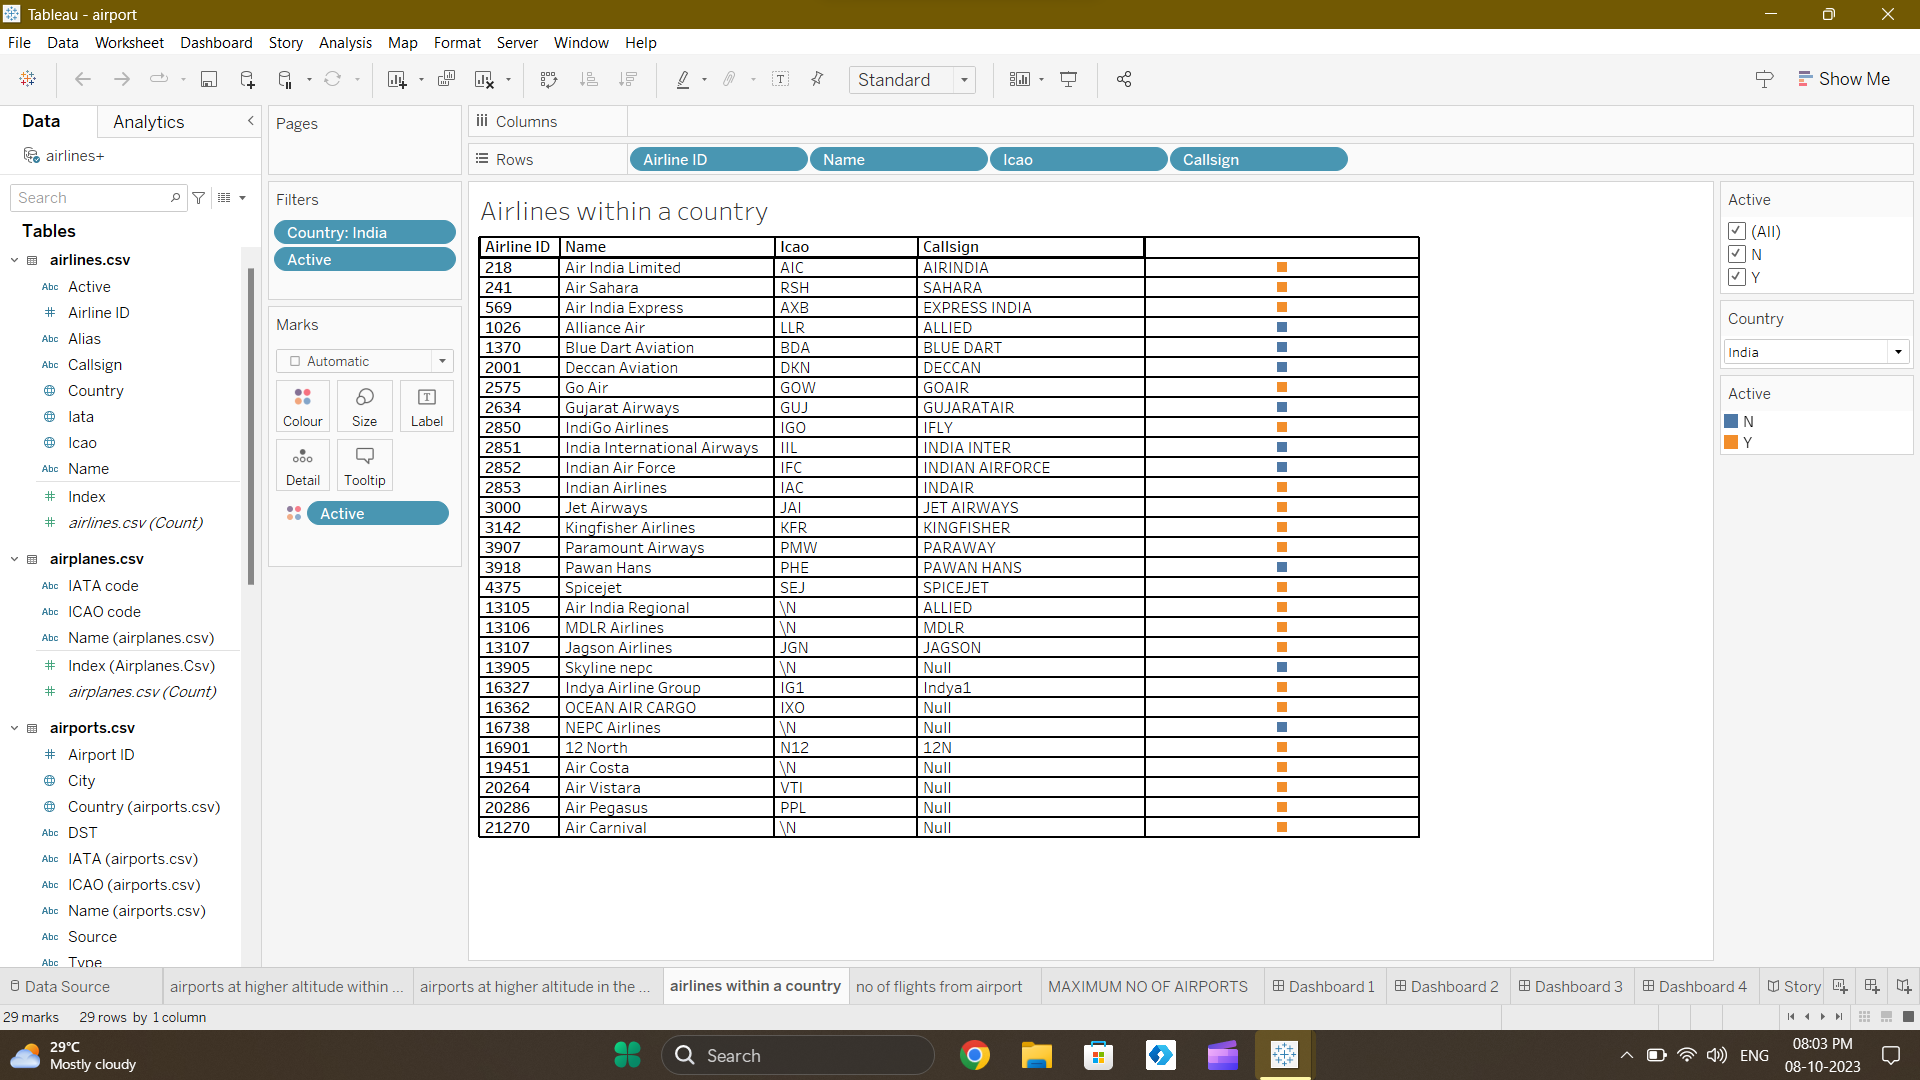 Tableau - airport
File Data Worksheet Dashboard Story Analysis Map Format Server Window Help
Standard
Show Me
Data Analytics
airlines+
Search
Tables
airlines.csv
Abc Active
# Airline ID
Abc Alias
Abc Callsign
Country
Iata
Icao
Abc Name
# Index
# airlines.csv (Count)
airplanes.csv
Abc IATA code
Abc ICAO code
Abc Name (airplanes.csv)
# Index (Airplanes.Csv)
# airplanes.csv (Count)
airports.csv
# Airport ID
City
Country (airports.csv)
Abc DST
Abc IATA (airports.csv)
Abc ICAO (airports.csv)
Abc Name (airports.csv)
Abc Source
Abc Type
Pages
Filters
Country: India
Active
Marks
Automatic
Colour Size Label
Detail Tooltip
Active
Columns
Rows Airline ID Name Icao Callsign
Airlines within a country
Airline ID Name Icao Callsign
218 Air India Limited AIC AIRINDIA
241 Air Sahara RSH SAHARA
569 Air India Express AXB EXPRESS INDIA
1026 Alliance Air LLR ALLIED
1370 Blue Dart Aviation BDA BLUE DART
2001 Deccan Aviation DKN DECCAN
2575 Go Air GOW GOAIR
2634 Gujarat Airways GUJ GUJARATAIR
2850 IndiGo Airlines IGO IFLY
2851 India International Airways IIL INDIA INTER
2852 Indian Air Force IFC INDIAN AIRFORCE
2853 Indian Airlines IAC INDAIR
3000 Jet Airways JAI JET AIRWAYS
3142 Kingfisher Airlines KFR KINGFISHER
3907 Paramount Airways PMW PARAWAY
3918 Pawan Hans PHE PAWAN HANS
4375 Spicejet SEJ SPICEJET
13105 Air India Regional \N ALLIED
13106 MDLR Airlines \N MDLR
13107 Jagson Airlines JGN JAGSON
13905 Skyline nepc \N Null
16327 Indya Airline Group IG1 Indya1
16362 OCEAN AIR CARGO IXO Null
16738 NEPC Airlines \N Null
16901 12 North N12 12N
19451 Air Costa \N Null
20264 Air Vistara VTI Null
20286 Air Pegasus PPL Null
21270 Air Carnival \N Null
Active
(All)
N
Y
Country
India
Active
N
Y
Data Source airports at higher altitude within ... airports at higher altitude in the ... airlines within a country no of flights from airport MAXIMUM NO OF AIRPORTS Dashboard 1 Dashboard 2 Dashboard 3 Dashboard 4 Story
29 marks 29 rows by 1 column
29°C
Mostly cloudy
Search
ENG
08:03 PM
08-10-2023